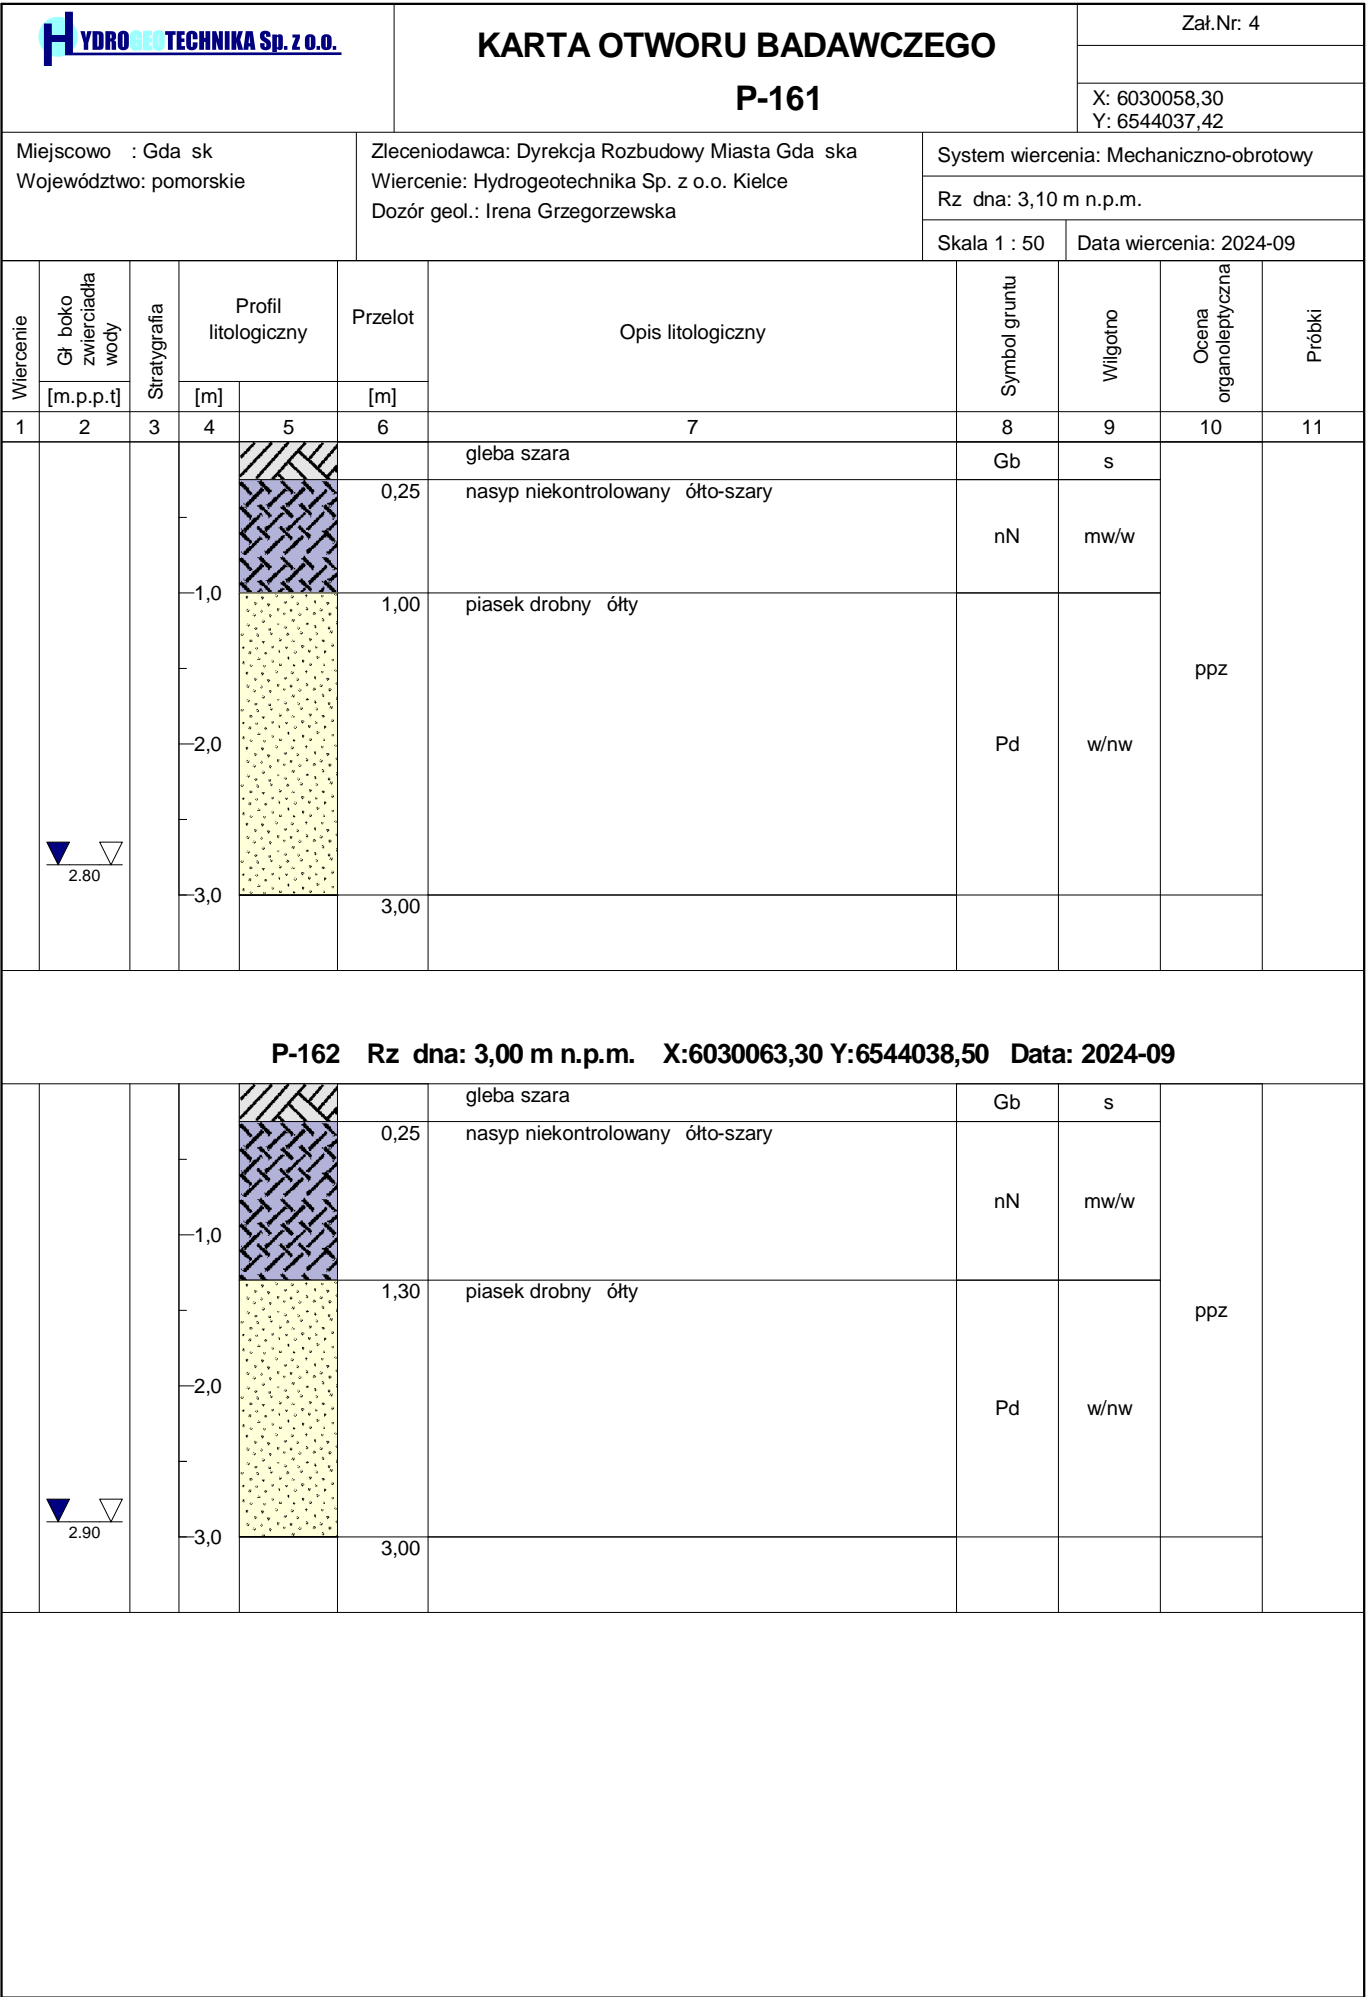 HYDROGEOTECHNIKA Sp. z o.o.
KARTA OTWORU BADAWCZEGO
P-161
Zał.Nr: 4
X: 6030058,30
Y: 6544037,42
Miejscowo : Gda sk
Województwo: pomorskie
Zleceniodawca: Dyrekcja Rozbudowy Miasta Gda ska
Wiercenie: Hydrogeotechnika Sp. z o.o. Kielce
Dozór geol.: Irena Grzegorzewska
System wiercenia: Mechaniczno-obrotowy
Rz dna: 3,10 m n.p.m.
Skala 1 : 50
Data wiercenia: 2024-09
Wiercenie
Gł boko
zwierciadła
wody
[m.p.p.t]
Stratygrafia
Profil
litologiczny
[m]
Przelot
[m]
Opis litologiczny
Symbol gruntu
Wilgotno
Ocena
organoleptyczna
Próbki
1 2 3 4 5 6 7 8 9 10 11
gleba szara Gb s
0,25 nasyp niekontrolowany ółto-szary
nN mw/w
1,0
1,00 piasek drobny ółty
ppz
2,0 Pd w/nw
2.80
3,0
3,00
P-162 Rz dna: 3,00 m n.p.m. X:6030063,30 Y:6544038,50 Data: 2024-09
gleba szara Gb s
0,25 nasyp niekontrolowany ółto-szary
nN mw/w
1,0
1,30 piasek drobny ółty
ppz
2,0
Pd w/nw
2.90
3,0
3,00